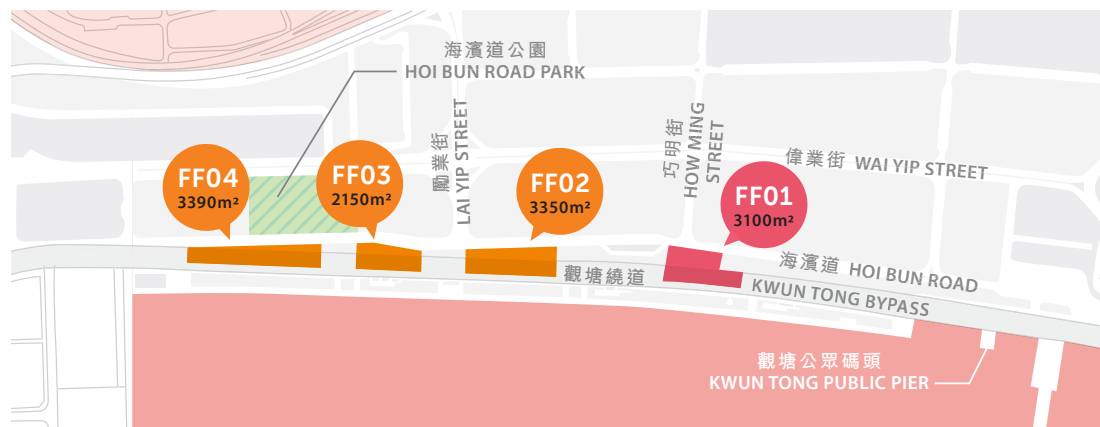 海濱道公園
HOI BUN ROAD PARK
FF04
3390m²
FF03
2150m²
勵業街
LAI YIP STREET
FF02
3350m²
巧明街
HOW MING
STREET
偉業街 WAI YIP STREET
FF01
3100m²
海濱道 HOI BUN ROAD
觀塘繞道
KWUN TONG BYPASS
觀塘公眾碼頭
KWUN TONG PUBLIC PIER